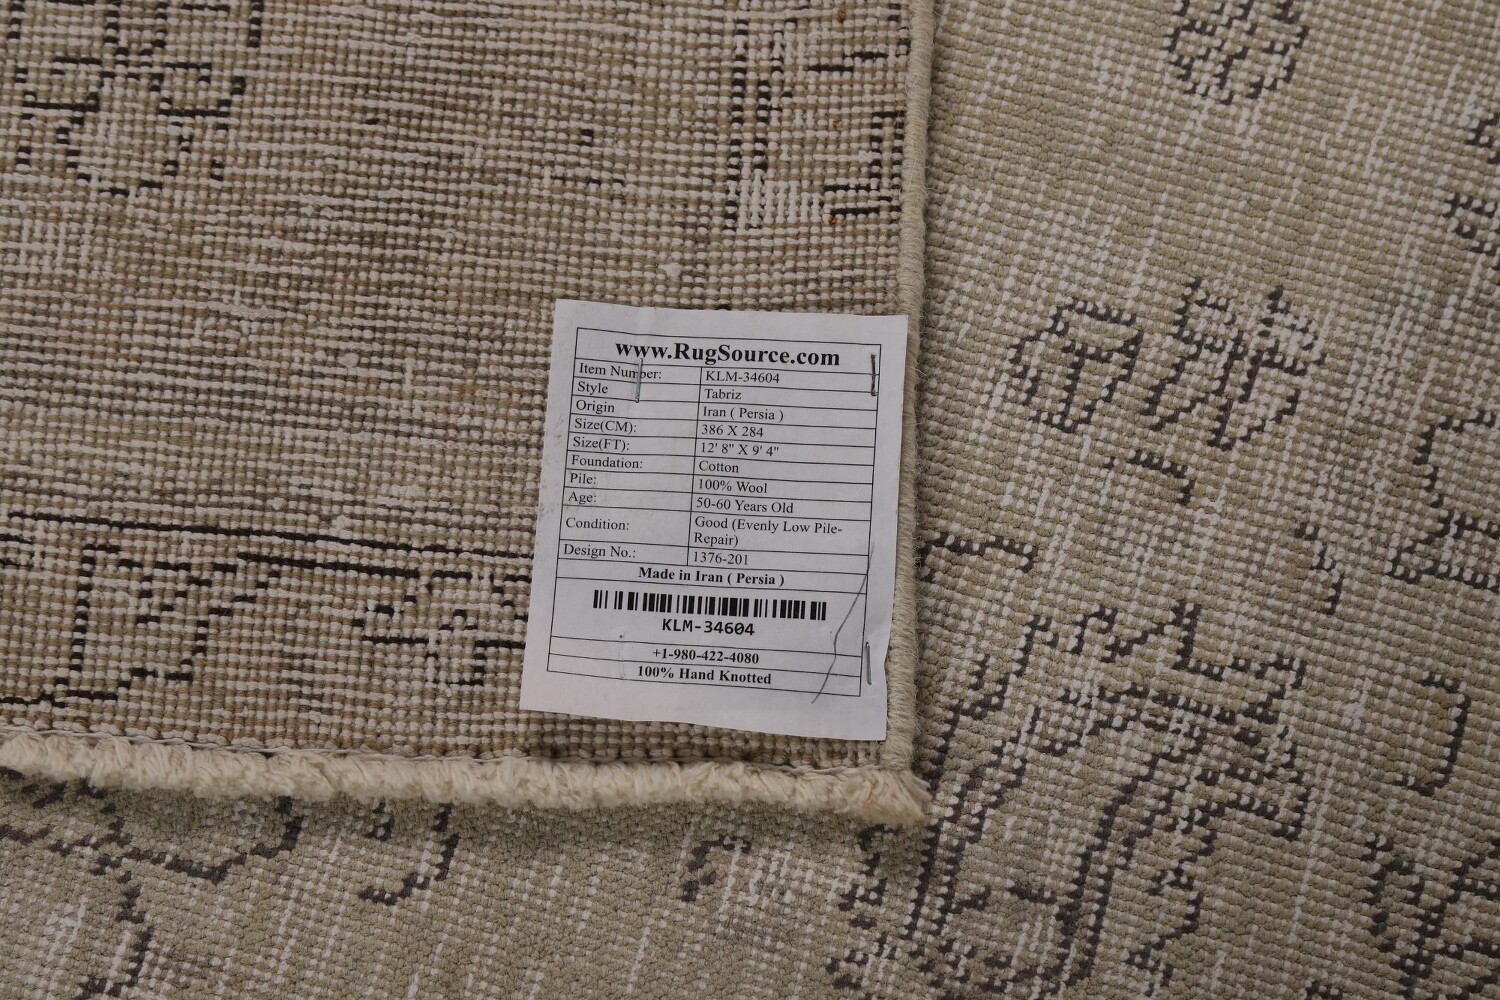 www.RugSource.com
Item Number: KLM-34604
Style Tabriz
Origin Iran ( Persia )
Size(CM): 386 X 284
Size(FT): 12' 8" X 9' 4"
Foundation: Cotton
Pile: 100% Wool
Age: 50-60 Years Old
Condition: Good (Evenly Low Pile-
Repair)
Design No.: 1376-201
Made in Iran ( Persia )
KLM-34604
+1-980-422-4080
100% Hand Knotted